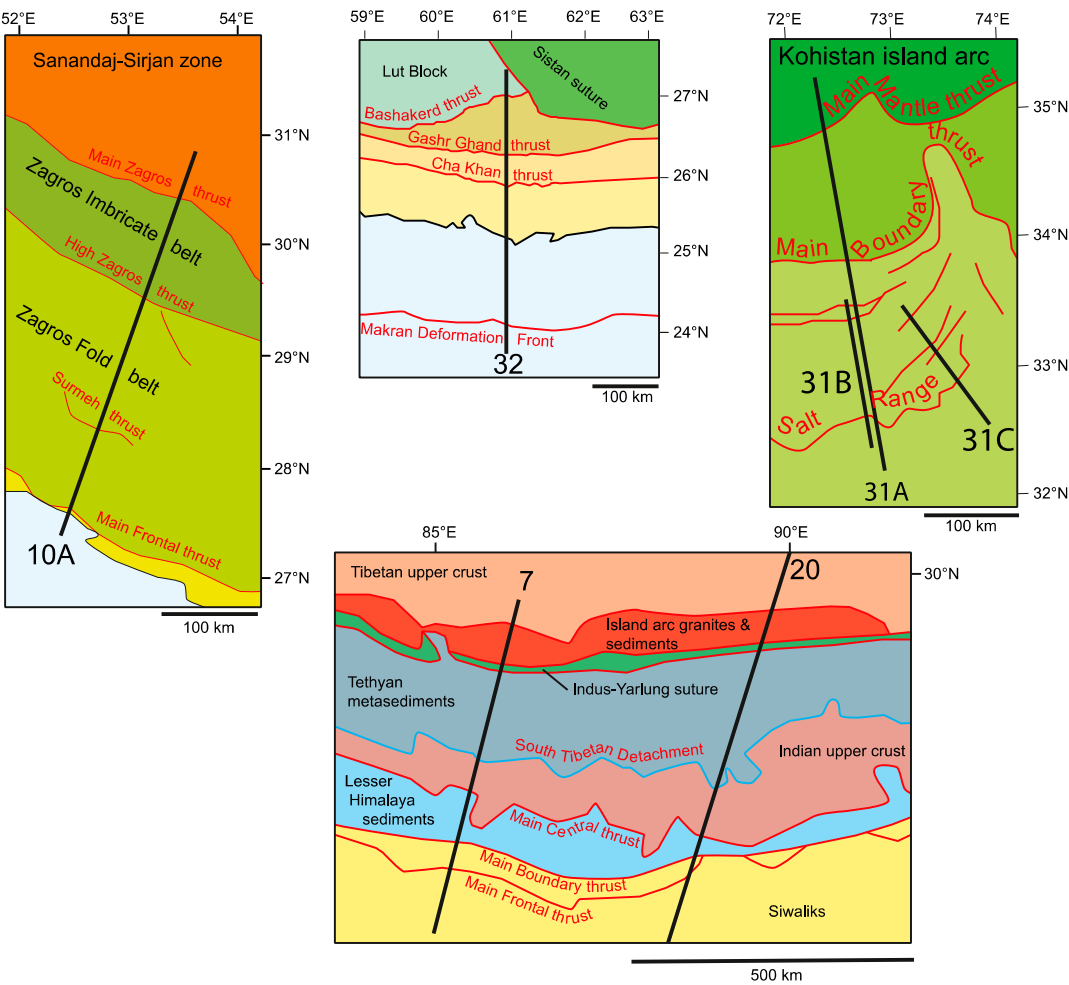 52°E 53°E 54°E
Sanandaj-Sirjan zone
31°N
Main Zagros thrust
Zagros Imbricate belt
30°N
High Zagros thrust
Zagros Fold belt
29°N
Surmeh thrust
28°N
Main Frontal thrust
10A
27°N
100 km
59°E 60°E 61°E 62°E 63°E
Lut Block
Sistan suture
27°N
Bashakerd thrust
Gashr Ghand thrust
Cha Khan thrust
26°N
25°N
24°N
Makran Deformation Front
32
100 km
72°E 73°E 74°E
Kohistan island arc
35°N
Main Mantle thrust
34°N
Main Boundary thrust
33°N
31B
Salt Range
31C
31A
32°N
100 km
85°E 90°E
Tibetan upper crust
7
20
30°N
Island arc granites &
sediments
Indus-Yarlung suture
Tethyan
metasediments
South Tibetan Detachment
Indian upper crust
Lesser
Himalaya
sediments
Main Central thrust
Main Boundary thrust
Main Frontal thrust
Siwaliks
500 km